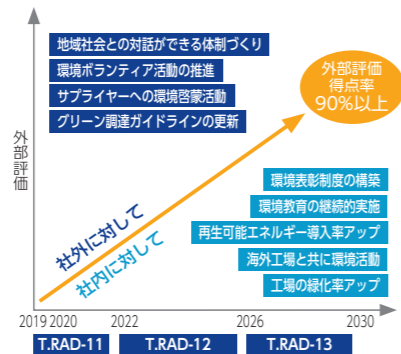 地域社会との対話ができる体制づくり
環境ボランティア活動の推進
サプライヤーへの環境啓蒙活動
グリーン調達ガイドラインの更新
外部評価
得点率
90%以上
外部評価
社外に対して
社内に対して
環境表彰制度の構築
環境教育の継続的実施
再生可能エネルギー導入率アップ
海外工場と共に環境活動
工場の緑化率アップ
2019 2020 2022 2026 2030
T.RAD-11 T.RAD-12 T.RAD-13